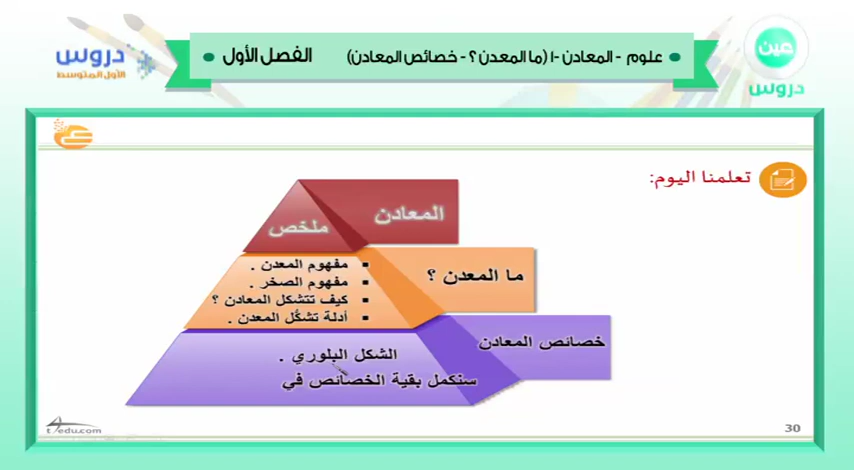 عين
دروس
علوم - المعادن -١ (ما المعدن؟ - خصائص المعادن)
الفصل الأول
دروس
الأول المتوسط
تعلمنا اليوم:
المعادن
ملخص
ما المعدن ؟
مفهوم المعدن .
مفهوم الصخر .
كيف تتشكل المعادن ؟
أدلة تشكُّل المعدن .
خصائص المعادن
الشكل البلوري .
سنكمل بقية الخصائص في
t4edu.com
30